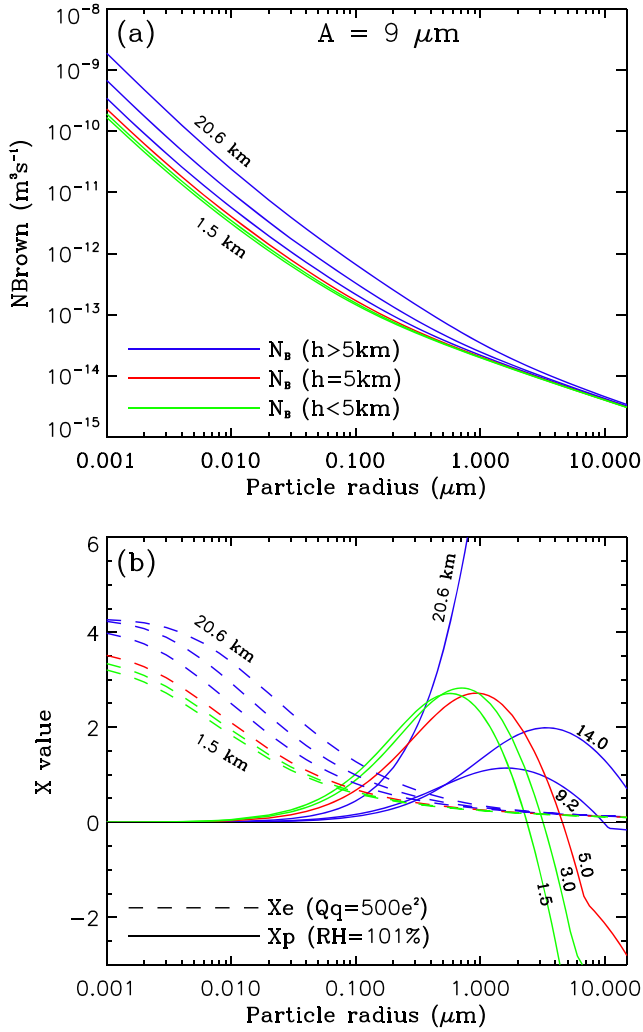 (a)
A = 9 μm
NBrown (m³s⁻¹)
10⁻⁸
10⁻⁹
10⁻¹⁰
10⁻¹¹
10⁻¹²
10⁻¹³
10⁻¹⁴
10⁻¹⁵
20.6 km
1.5 km
N_B (h>5km)
N_B (h=5km)
N_B (h<5km)
0.001 0.010 0.100 1.000 10.000
Particle radius (μm)
(b)
X value
6
4
2
0
-2
20.6 km
1.5 km
20.6 km
14.0
9.2
5.0
3.0
1.5
Xe (Qq=500e²)
Xp (RH=101%)
0.001 0.010 0.100 1.000 10.000
Particle radius (μm)